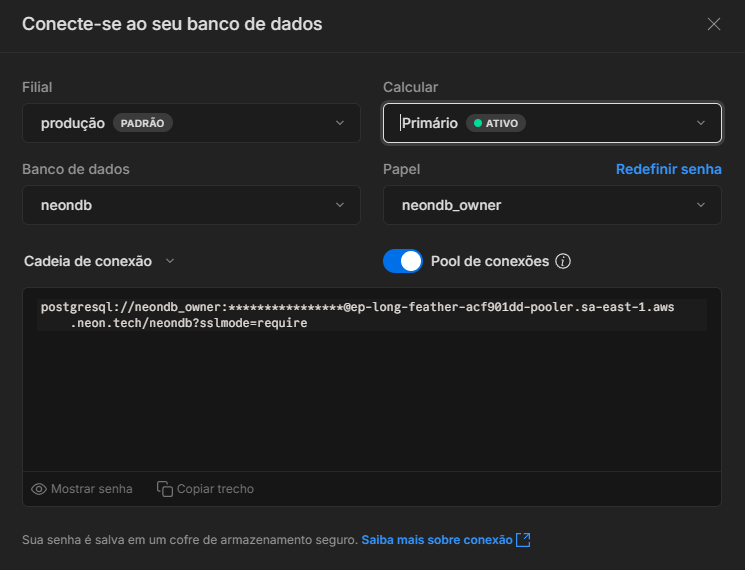 Conecte-se ao seu banco de dados
Filial Calcular
produção PADRÃO Primário ATIVO
Banco de dados Papel Redefinir senha
neondb neondb_owner
Cadeia de conexão Pool de conexões
postgresql://neondb_owner:****************@ep-long-feather-acf901dd-pooler.sa-east-1.aws
.neon.tech/neondb?sslmode=require
Mostrar senha Copiar trecho
Sua senha é salva em um cofre de armazenamento seguro. Saiba mais sobre conexão